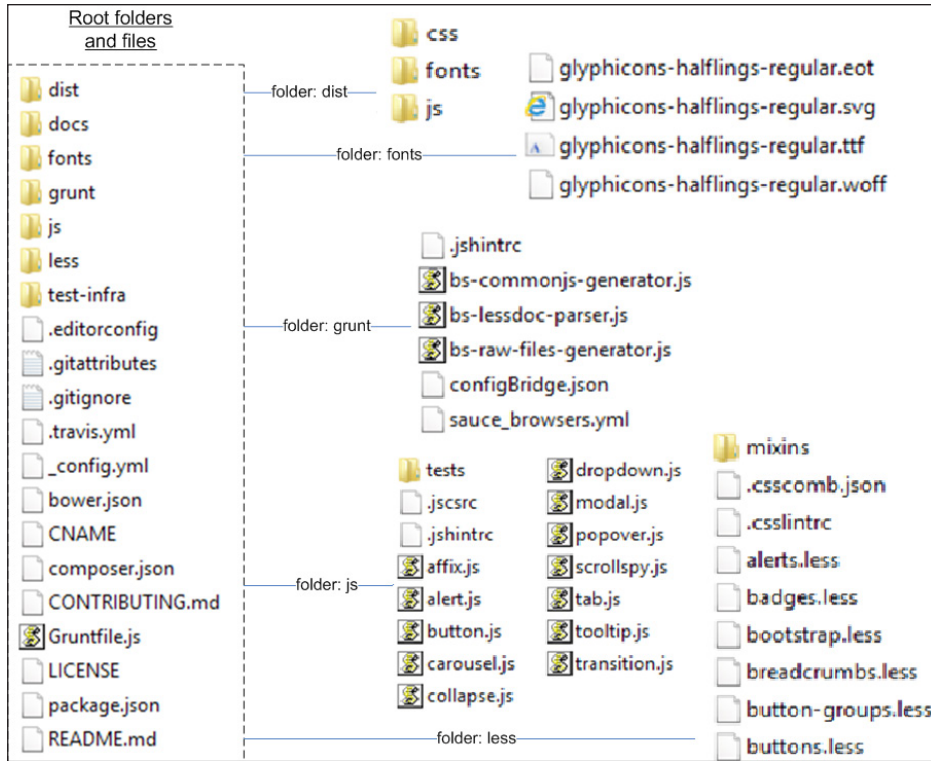 Root folders
and files
dist
docs
fonts
grunt
js
less
test-infra
.editorconfig
.gitattributes
.gitignore
.travis.yml
_config.yml
bower.json
CNAME
composer.json
CONTRIBUTING.md
Gruntfile.js
LICENSE
package.json
README.md
folder: dist
css
fonts
js
folder: fonts
glyphicons-halflings-regular.eot
glyphicons-halflings-regular.svg
glyphicons-halflings-regular.ttf
glyphicons-halflings-regular.woff
folder: grunt
.jshintrc
bs-commonjs-generator.js
bs-lessdoc-parser.js
bs-raw-files-generator.js
configBridge.json
sauce_browsers.yml
folder: js
tests
.jscsrc
.jshintrc
affix.js
alert.js
button.js
carousel.js
collapse.js
dropdown.js
modal.js
popover.js
scrollspy.js
tab.js
tooltip.js
transition.js
folder: less
mixins
.csscomb.json
.csslintrc
alerts.less
badges.less
bootstrap.less
breadcrumbs.less
button-groups.less
buttons.less